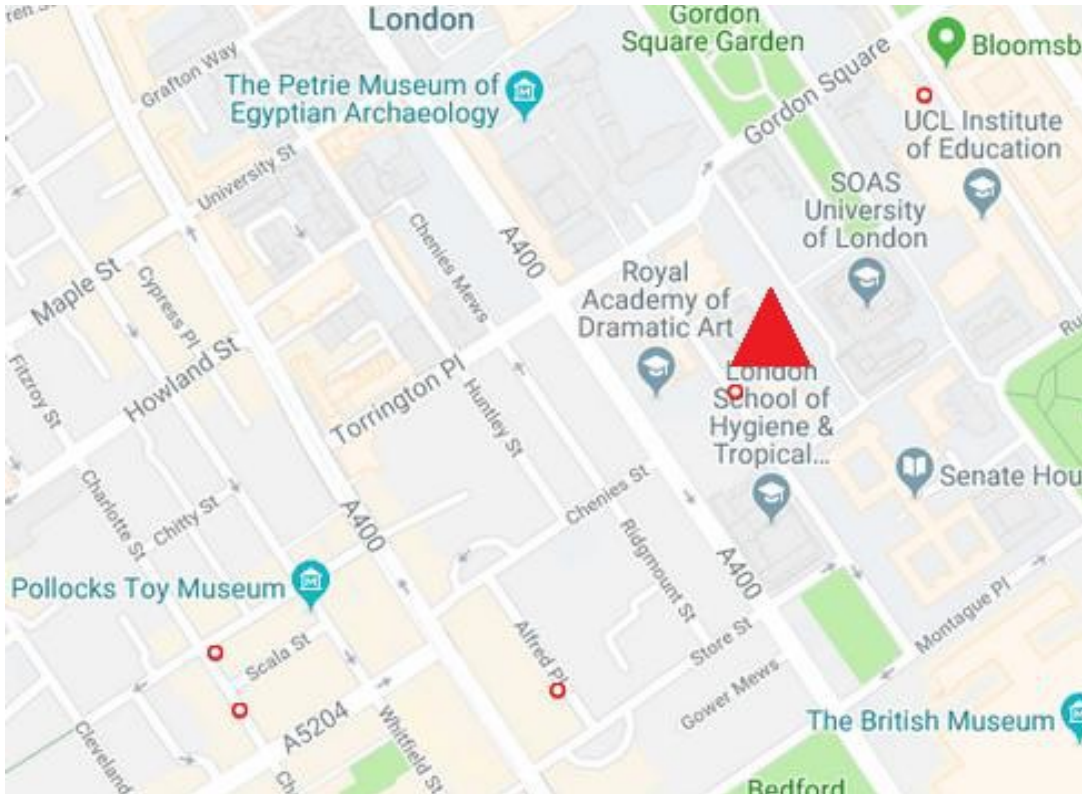 London
Gordon
Square Garden
Bloomsb
Grafton Way
The Petrie Museum of
Egyptian Archaeology
Gordon Square
UCL Institute
of Education
University St
SOAS
University
of London
Chenies Mews
A400
Maple St
Cypress Pl
Royal
Academy of
Dramatic Art
Howland St
Torrington Pl
Fitzroy St
Huntley St
London
School of
Hygiene &
Tropical...
Ru
Senate Hou
Charlotte St
Chitty St
A400
Chenies St
Ridgmount St
A400
Pollocks Toy Museum
Scala St
Alfred Pl
Store St
Montague Pl
Gower Mews
The British Museum
A5204
Cleveland
Whitfield St
Ch
Bedford